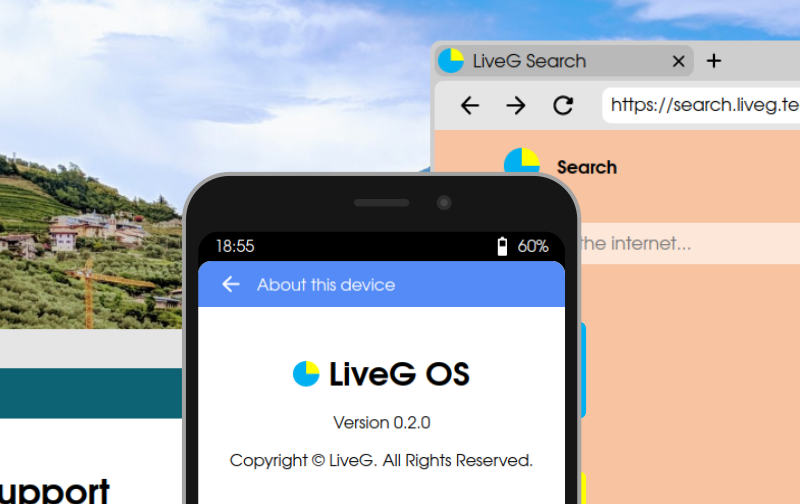 LiveG Search
https://search.liveg.te
Search
the internet...
18:55
60%
About this device
LiveG OS
Version 0.2.0
Copyright © LiveG. All Rights Reserved.
upport